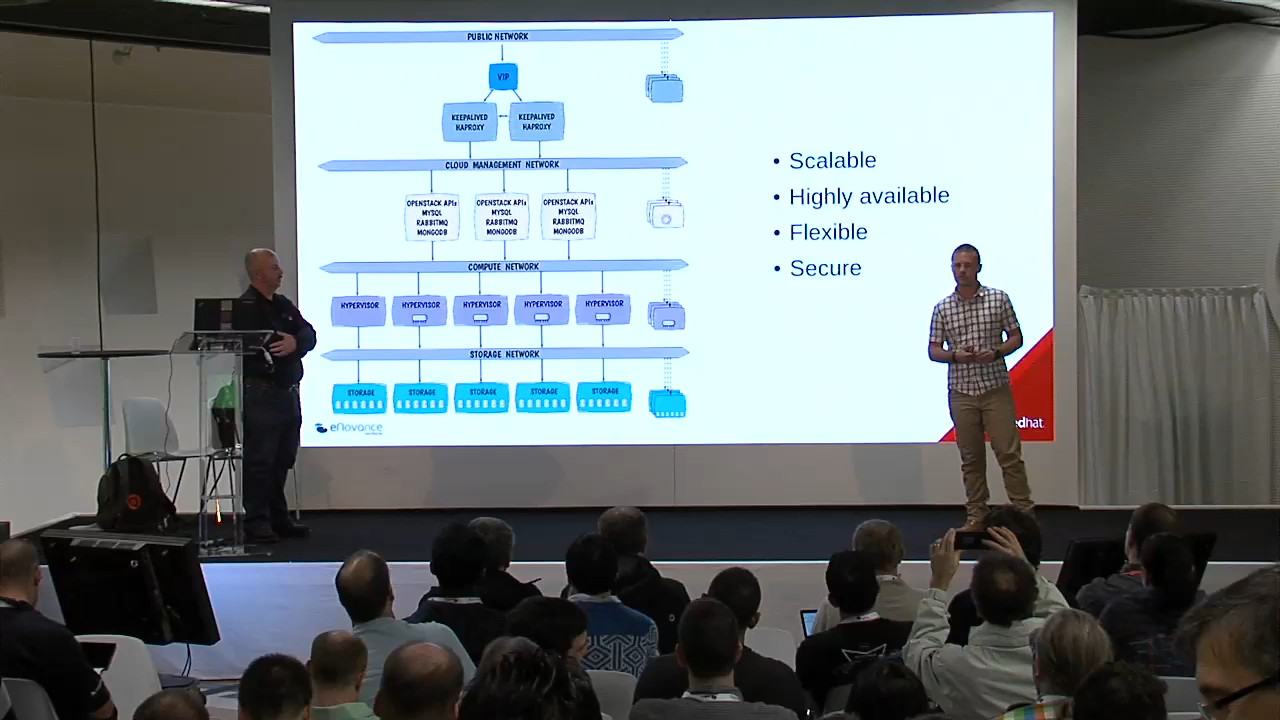 PUBLIC NETWORK
VIP
KEEPALIVED
HAPROXY
KEEPALIVED
HAPROXY
CLOUD MANAGEMENT NETWORK
OPENSTACK APIs
MYSQL
RABBITMQ
MONGODB
OPENSTACK APIs
MYSQL
RABBITMQ
MONGODB
OPENSTACK APIs
MYSQL
RABBITMQ
MONGODB
COMPUTE NETWORK
HYPERVISOR
HYPERVISOR
HYPERVISOR
HYPERVISOR
HYPERVISOR
STORAGE NETWORK
STORAGE
STORAGE
STORAGE
STORAGE
STORAGE
eNovance
• Scalable
• Highly available
• Flexible
• Secure
edhat.